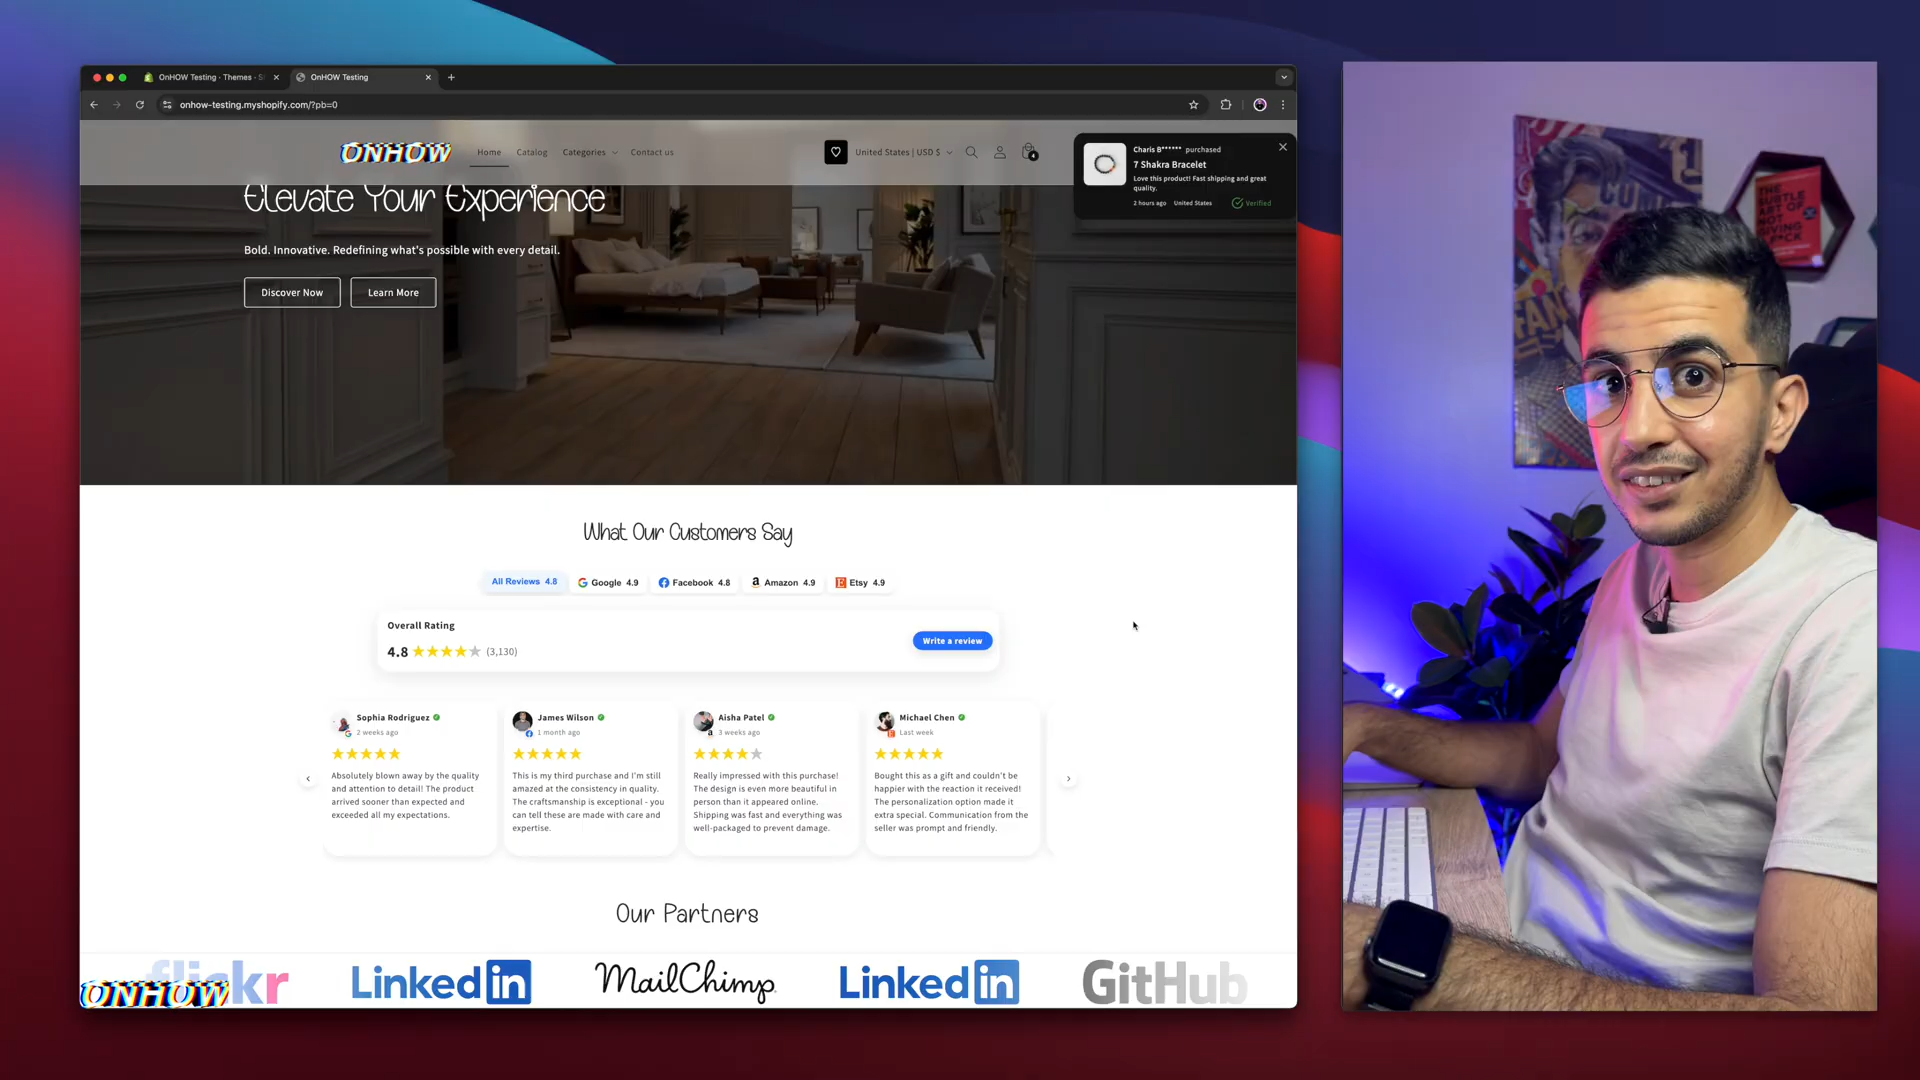 OnHOW Testing · Themes · S
OnHOW Testing
onhow-testing.myshopify.com/?pb=0
ONHOW
Home
Catalog
Categories
Contact us
United States | USD $
4
Charis B****** purchased
7 Shakra Bracelet
Love this product! Fast shipping and great
quality.
2 hours ago
United States
Verified
Elevate Your Experience
Bold. Innovative. Redefining what's possible with every detail.
Discover Now
Learn More
What Our Customers Say
All Reviews 4.8
Google 4.9
Facebook 4.8
Amazon 4.9
Etsy 4.9
Overall Rating
4.8
(3,130)
Write a review
Sophia Rodriguez
2 weeks ago
Absolutely blown away by the quality
and attention to detail! The product
arrived sooner than expected and
exceeded all my expectations.
James Wilson
1 month ago
This is my third purchase and I'm still
amazed at the consistency in quality.
The craftsmanship is exceptional - you
can tell these are made with care and
expertise.
Aisha Patel
3 weeks ago
Really impressed with this purchase!
The design is even more beautiful in
person than it appeared online.
Shipping was fast and everything was
well-packaged to prevent damage.
Michael Chen
Last week
Bought this as a gift and couldn't be
happier with the reaction it received!
The personalization option made it
extra special. Communication from the
seller was prompt and friendly.
Our Partners
flickr
LinkedIn
MailChimp
LinkedIn
GitHub
ONHOW
THE
SUBTLE
ART OF
NOT
GIVING
A F*CK